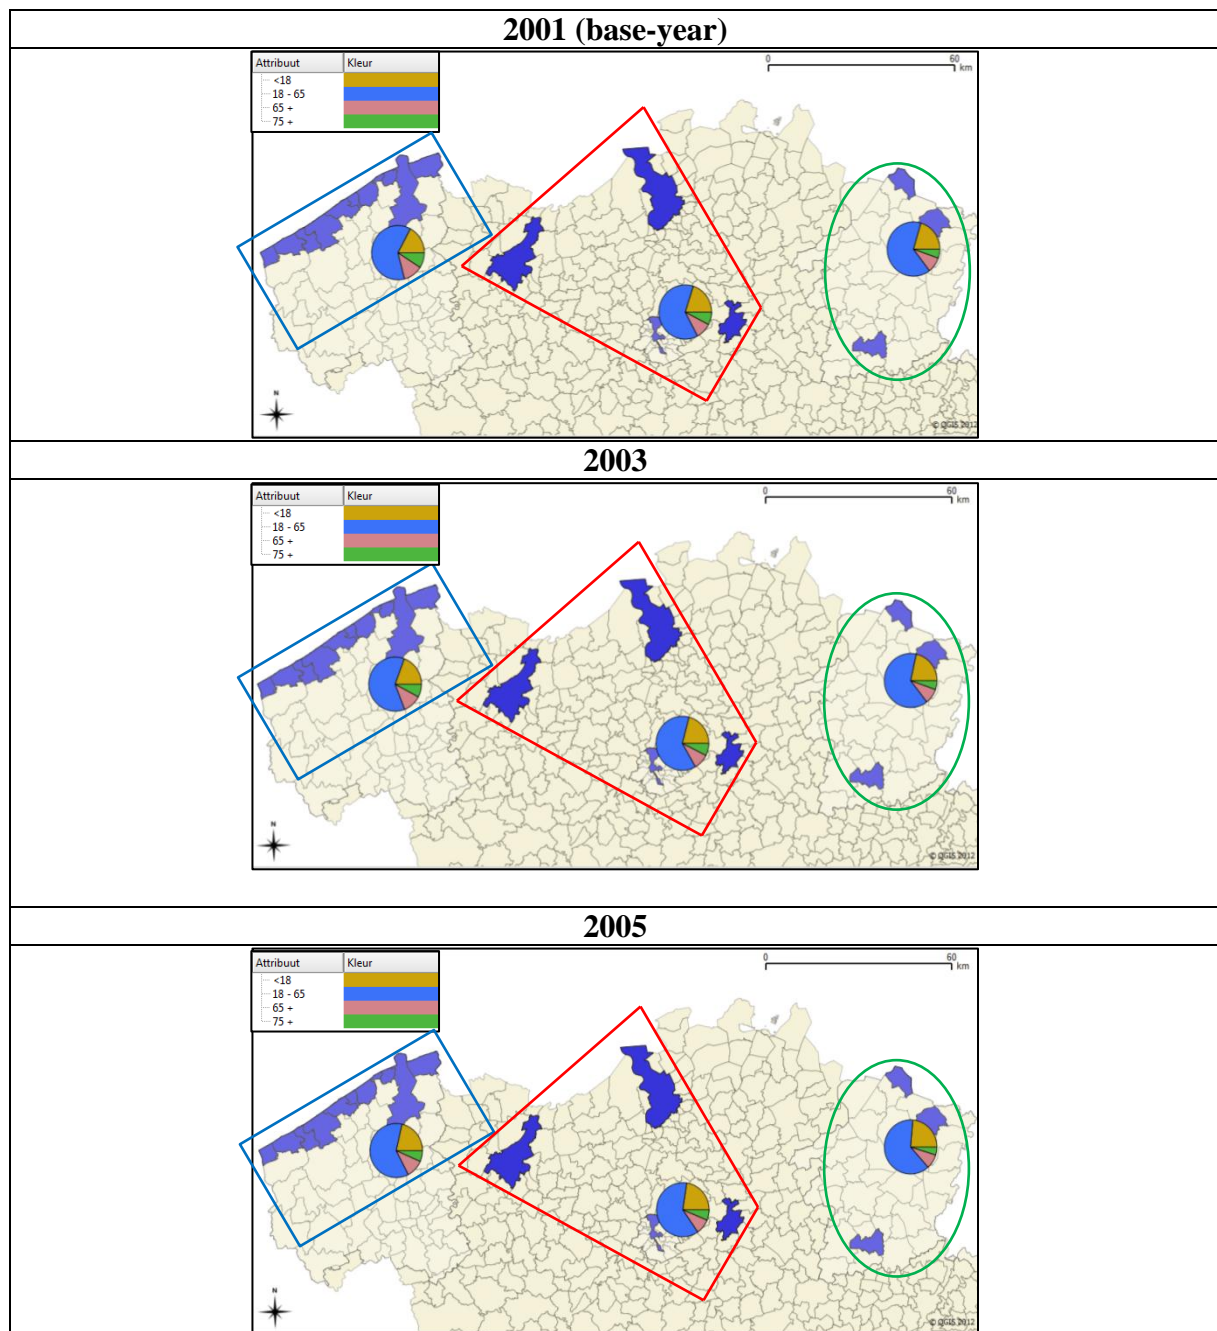 2001 (base-year)
Attribuut Kleur
<18
18 - 65
65 +
75 +
0 60
km
N
© QGIS 2012
2003
Attribuut Kleur
<18
18 - 65
65 +
75 +
0 60
km
N
© QGIS 2012
2005
Attribuut Kleur
<18
18 - 65
65 +
75 +
0 60
km
N
© QGIS 2012